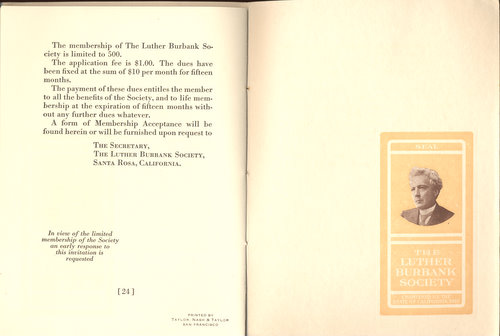 The membership of The Luther Burbank So-
ciety is limited to 500.
The application fee is $1.00. The dues have
been fixed at the sum of $10 per month for fifteen
months.
The payment of these dues entitles the member
to all the benefits of the Society, and to life mem-
bership at the expiration of fifteen months with-
out any further dues whatever.
A form of Membership Acceptance will be
found herein or will be furnished upon request to
THE SECRETARY,
THE LUTHER BURBANK SOCIETY,
SANTA ROSA, CALIFORNIA.
In view of the limited
membership of the Society
an early response to
this invitation is
requested
[24]
PRINTED BY
TAYLOR, NASH & TAYLOR
SAN FRANCISCO
SEAL
THE
LUTHER
BURBANK
SOCIETY
STATE OF CALIFORNIA